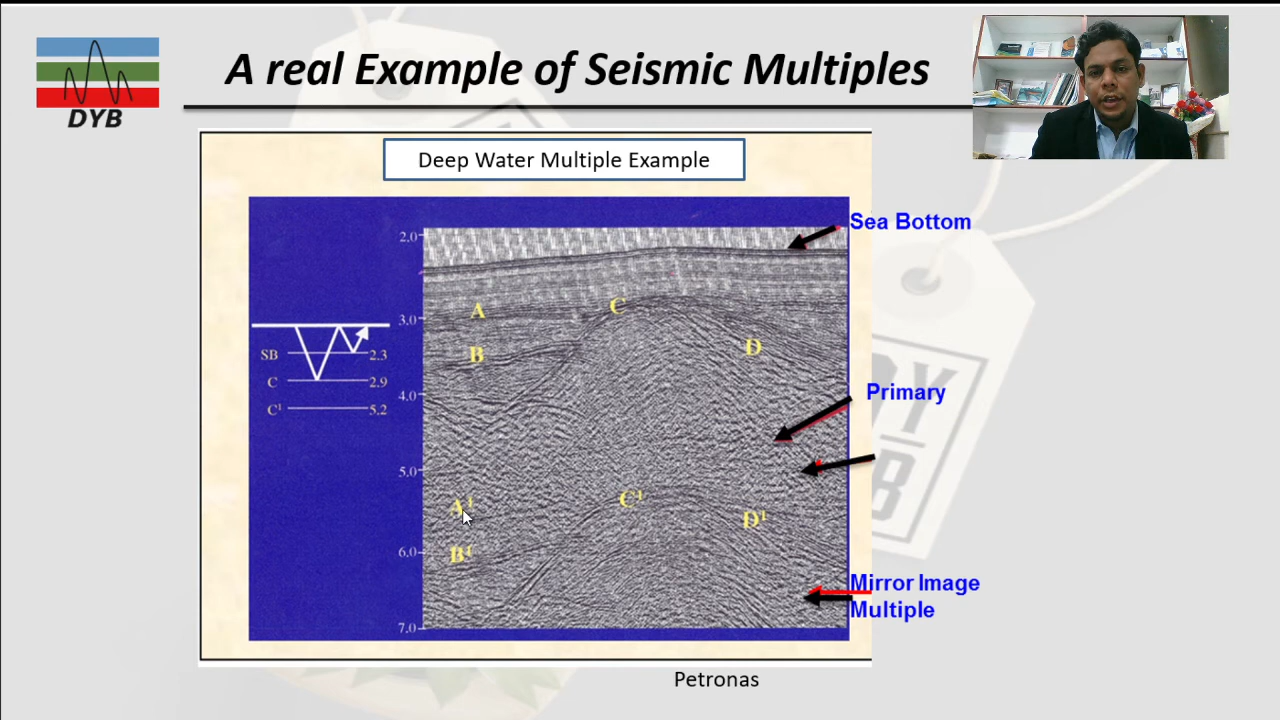 A real Example of Seismic Multiples
DYB
Deep Water Multiple Example
Sea Bottom
2.0
A
C
3.0
B
D
SB
2.3
C
2.9
4.0
C¹
5.2
Primary
5.0
A¹
C¹
D¹
B¹
6.0
Mirror Image
Multiple
7.0
Petronas